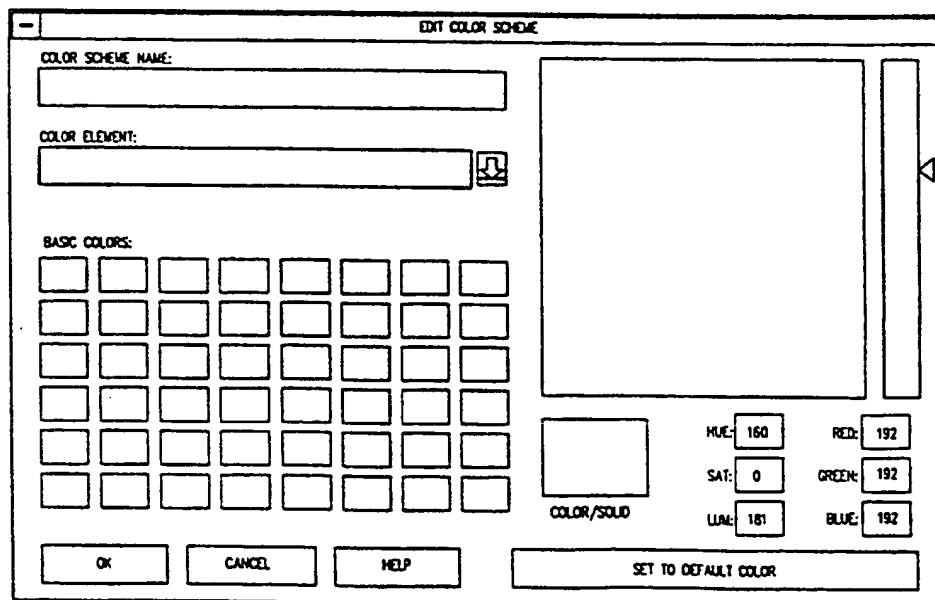 EDIT COLOR SCHEME
COLOR SCHEME NAME:
COLOR ELEMENT:
BASIC COLORS:
HUE: 160 RED: 192
SAT: 0 GREEN: 192
COLOR/SOLID
LUM: 181 BLUE: 192
OK CANCEL HELP SET TO DEFAULT COLOR